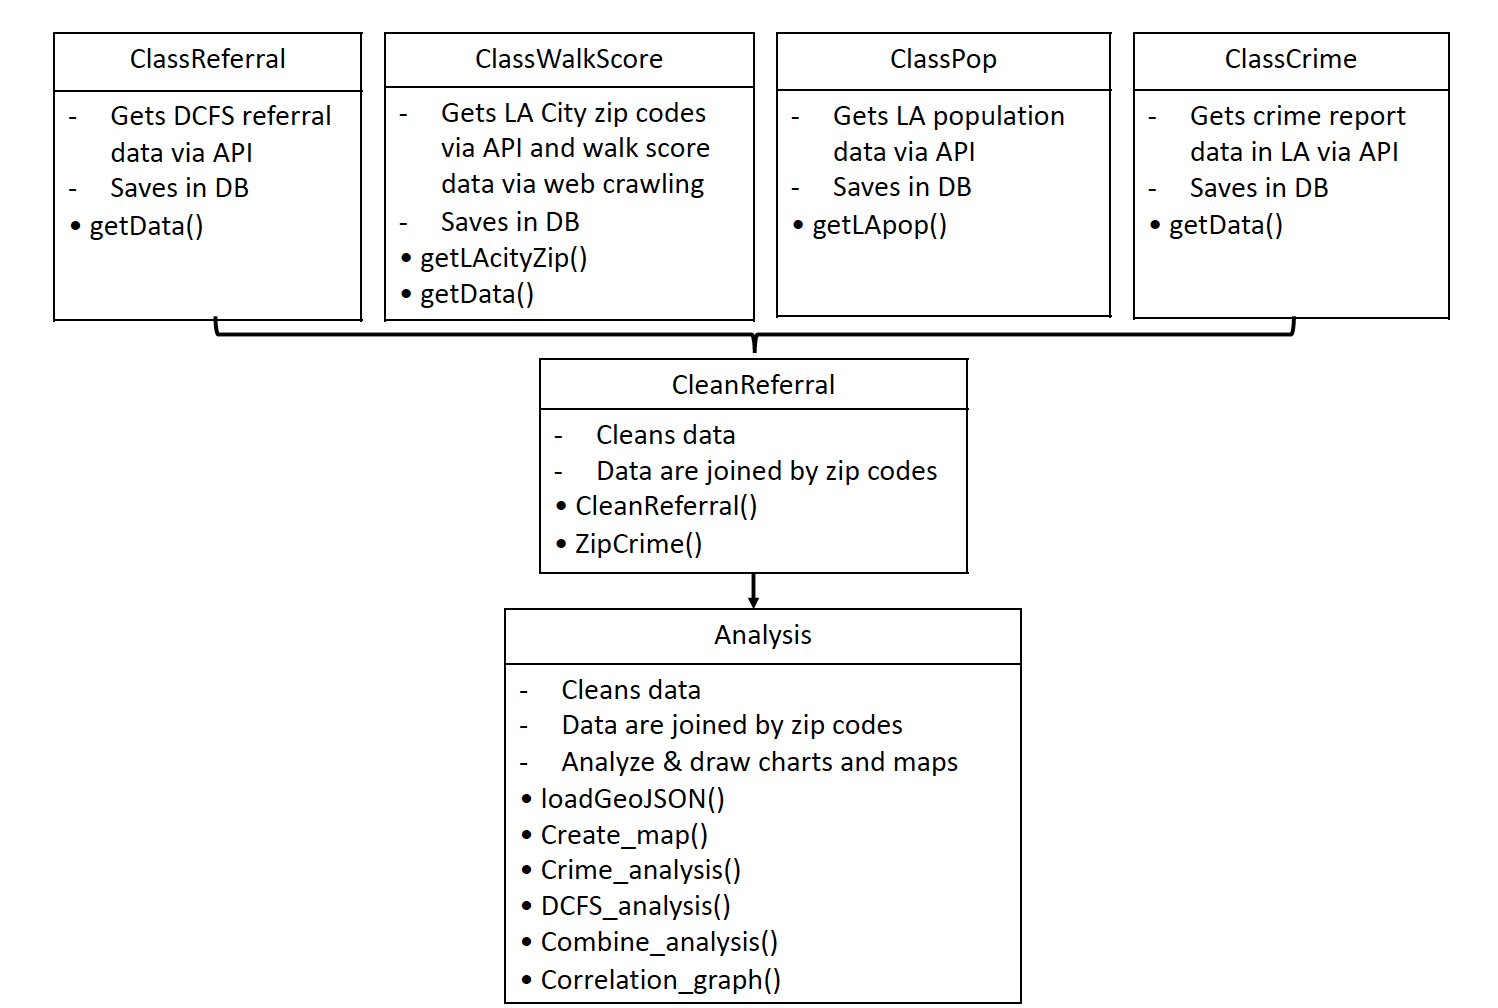 ClassReferral
- Gets DCFS referral
data via API
- Saves in DB
• getData()
ClassWalkScore
- Gets LA City zip codes
via API and walk score
data via web crawling
- Saves in DB
• getLAcityZip()
• getData()
ClassPop
- Gets LA population
data via API
- Saves in DB
• getLApop()
ClassCrime
- Gets crime report
data in LA via API
- Saves in DB
• getData()
CleanReferral
- Cleans data
- Data are joined by zip codes
• CleanReferral()
• ZipCrime()
Analysis
- Cleans data
- Data are joined by zip codes
- Analyze & draw charts and maps
• loadGeoJSON()
• Create_map()
• Crime_analysis()
• DCFS_analysis()
• Combine_analysis()
• Correlation_graph()